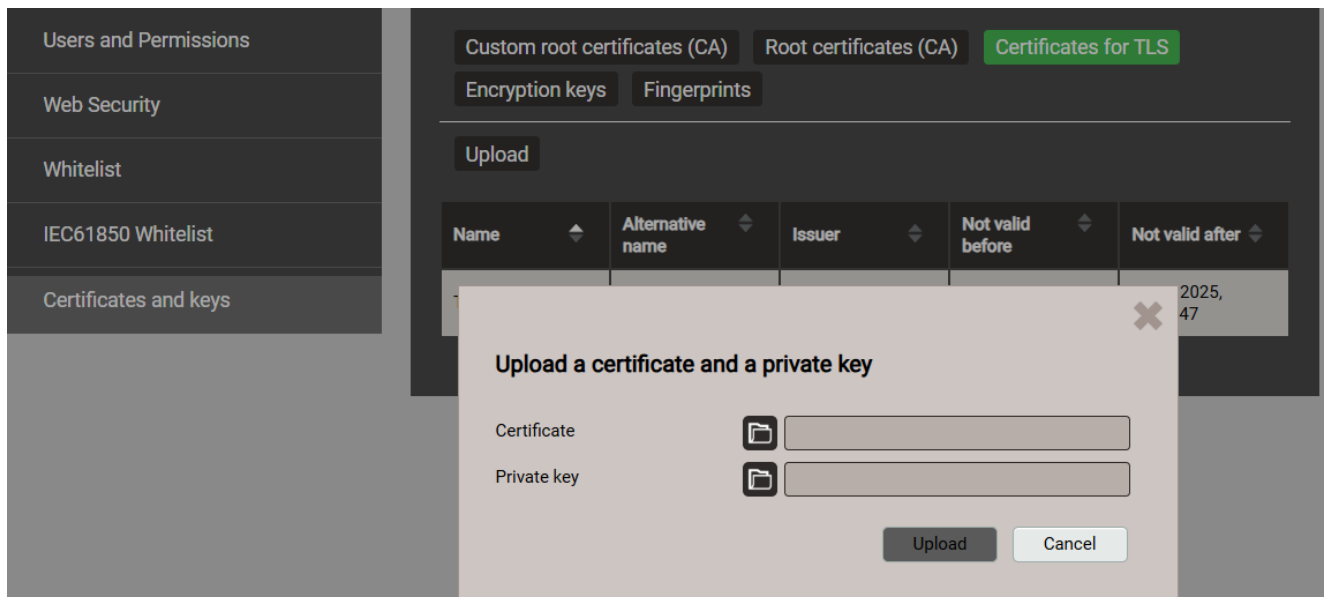 Users and Permissions
Web Security
Whitelist
IEC61850 Whitelist
Certificates and keys
Custom root certificates (CA) Root certificates (CA) Certificates for TLS
Encryption keys Fingerprints
Upload
Name Alternative name Issuer Not valid before Not valid after
2025,
47
Upload a certificate and a private key
Certificate
Private key
Upload Cancel